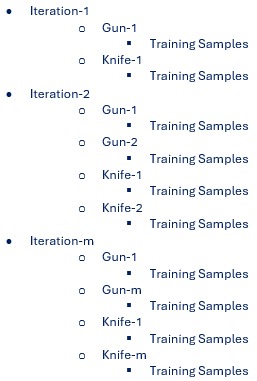 • Iteration-1
o Gun-1
▪ Training Samples
o Knife-1
▪ Training Samples
• Iteration-2
o Gun-1
▪ Training Samples
o Gun-2
▪ Training Samples
o Knife-1
▪ Training Samples
o Knife-2
▪ Training Samples
• Iteration-m
o Gun-1
▪ Training Samples
o Gun-m
▪ Training Samples
o Knife-1
▪ Training Samples
o Knife-m
▪ Training Samples